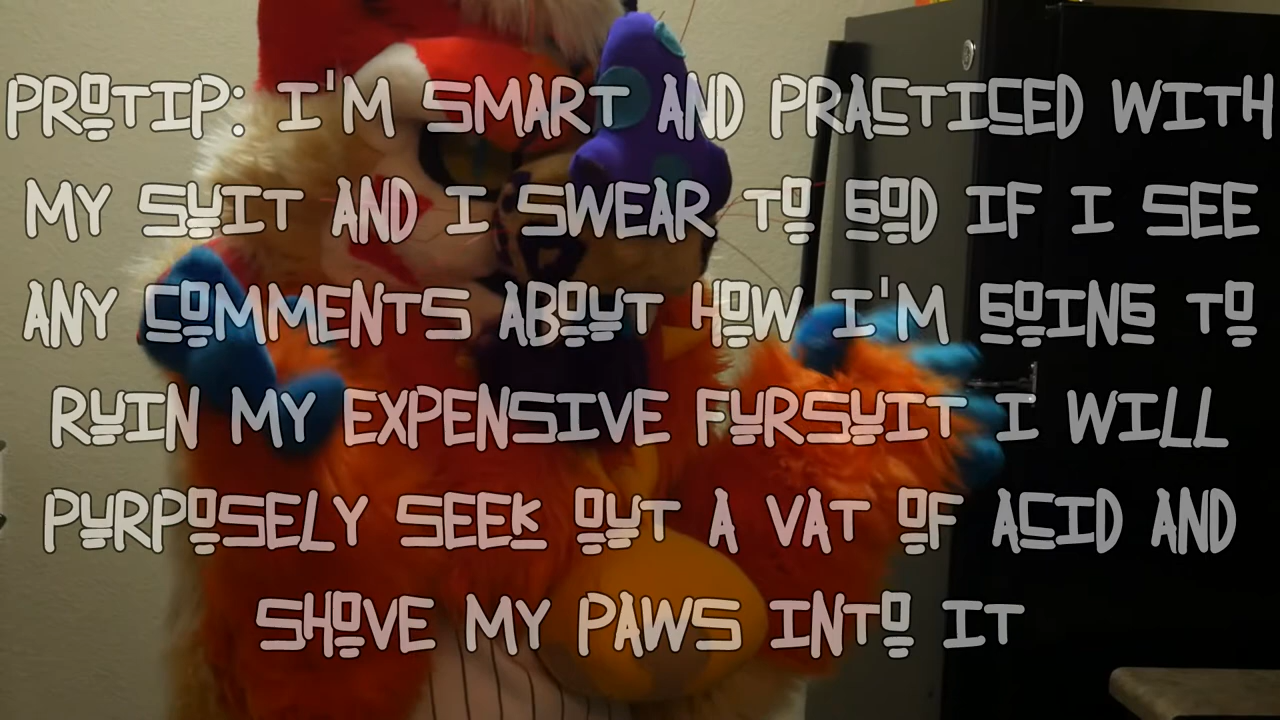 PROTIP: I'M SMART AND PRACTICED WITH
MY SUIT AND I SWEAR TO GOD IF I SEE
ANY COMMENTS ABOUT HOW I'M GOING TO
RUIN MY EXPENSIVE FURSUIT I WILL
PURPOSELY SEEK OUT A VAT OF ACID AND
SHOVE MY PAWS INTO IT